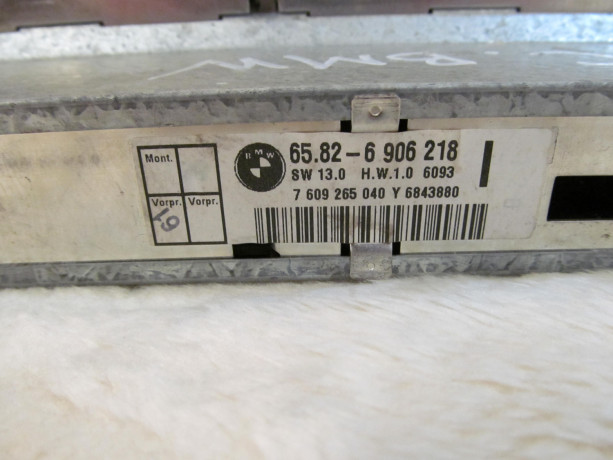 BMW
Mont.
BMW
65.82-6 906 218 I
SW 13.0 H.W.1.0 6093
Vorpr. Vorpr.
7 609 265 040 Y 6843880